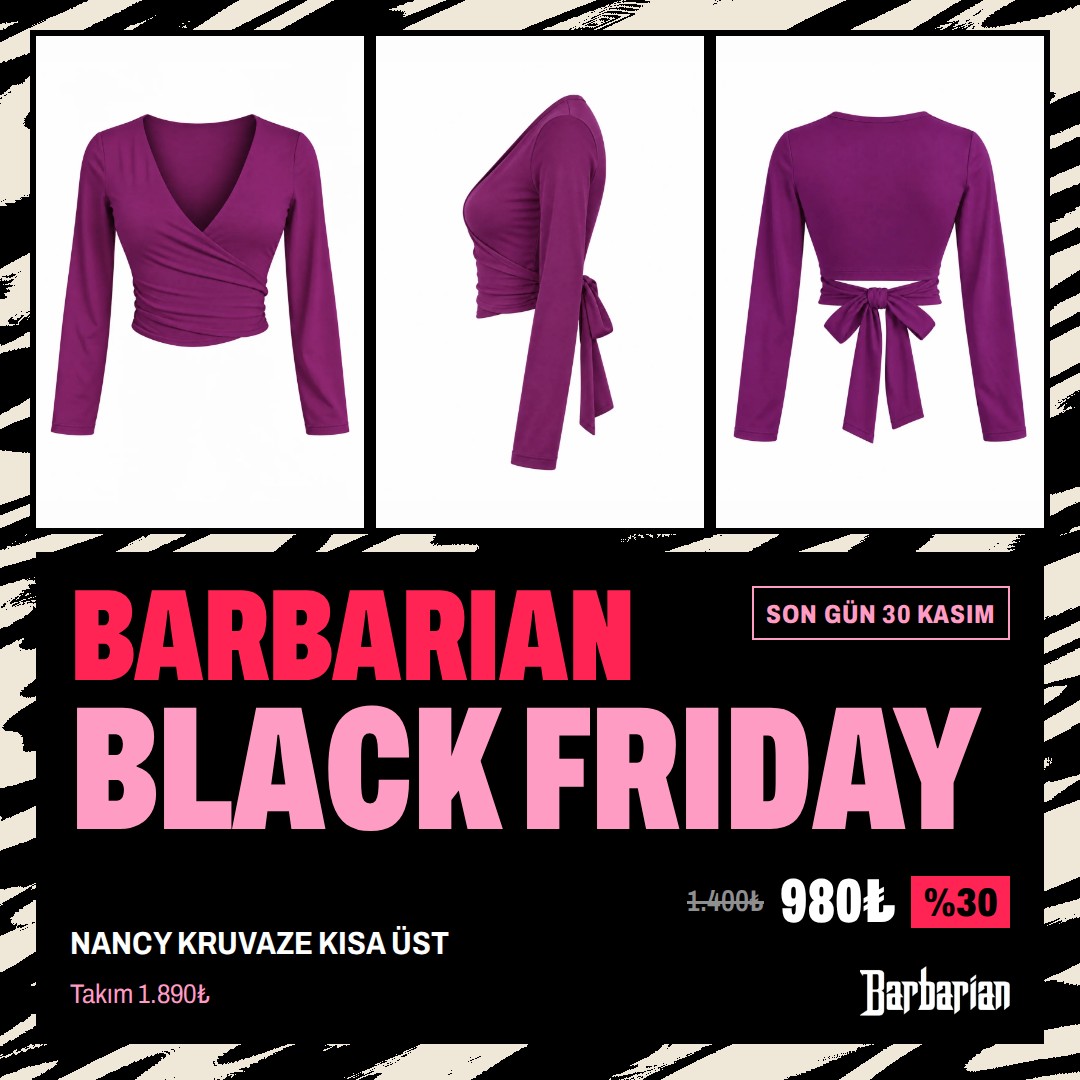 BARBARIAN
SON GÜN 30 KASIM
BLACK FRIDAY
1.400₺ 980₺ %30
NANCY KRUVAZE KISA ÜST
Takım 1.890₺
Barbarian